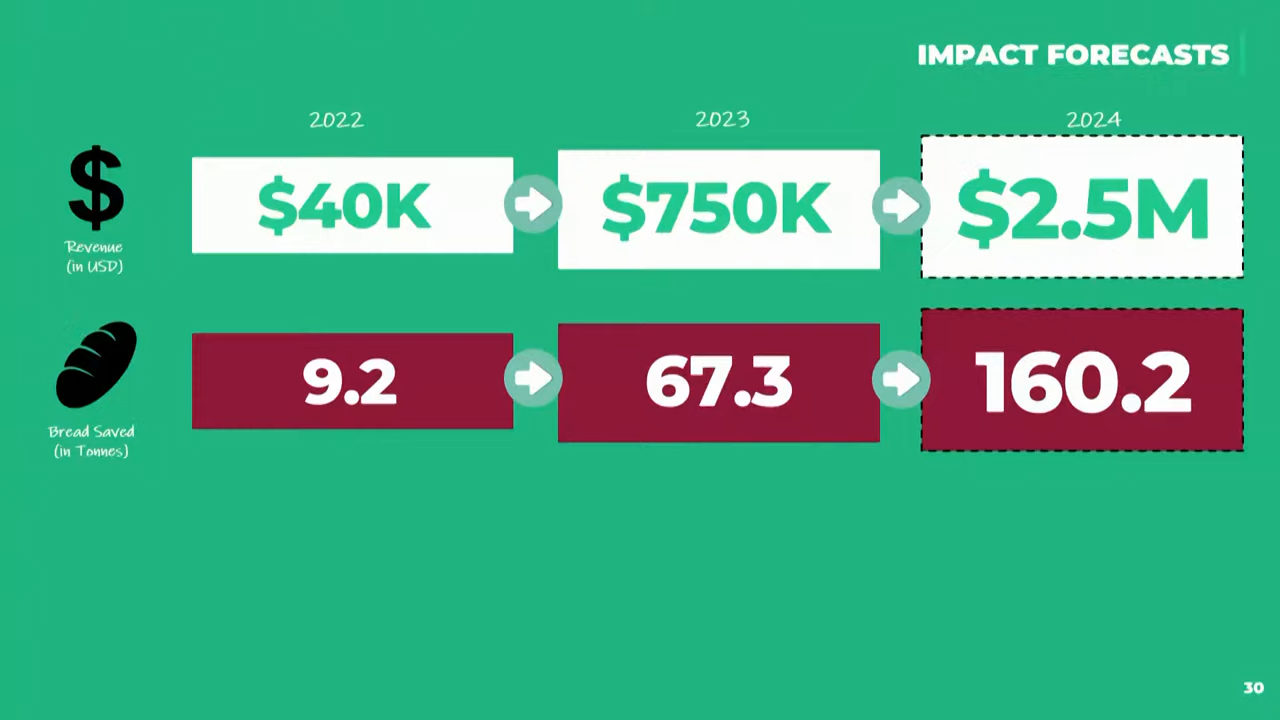 IMPACT FORECASTS
2022
2023
2024
$
Revenue
(in USD)
$40K
$750K
$2.5M
Bread Saved
(in Tonnes)
9.2
67.3
160.2
30